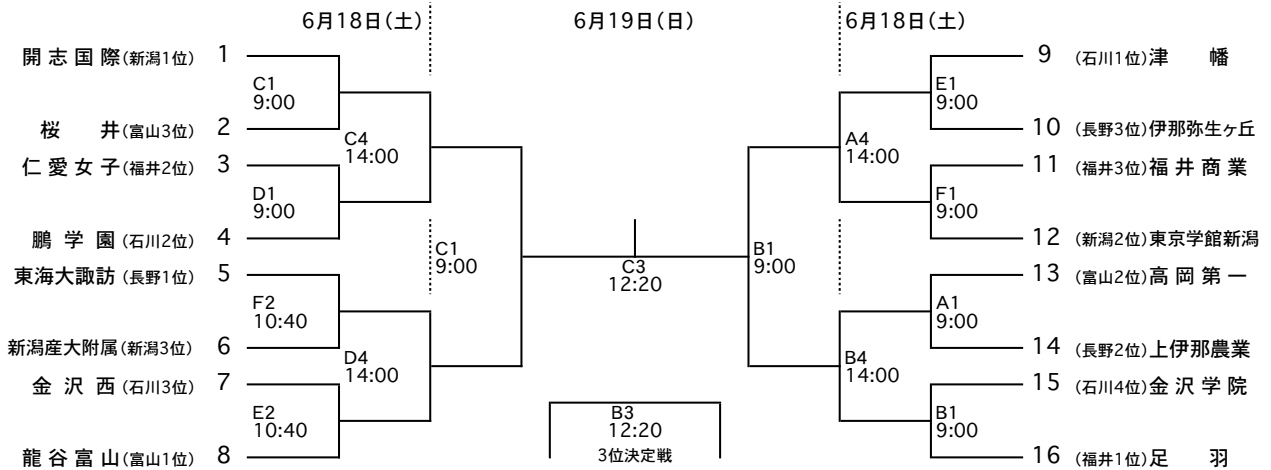 6月18日(土)
6月19日(日)
6月18日(土)
開志国際(新潟1位) 1
C1
9:00
桜井(富山3位) 2
C4
14:00
仁愛女子(福井2位) 3
D1
9:00
鵬学園(石川2位) 4
C1
9:00
東海大諏訪(長野1位) 5
F2
10:40
新潟産大附属(新潟3位) 6
D4
14:00
金沢西(石川3位) 7
E2
10:40
龍谷富山(富山1位) 8
C3
12:20
B3
12:20
3位決定戦
9 (石川1位)津幡
E1
9:00
10 (長野3位)伊那弥生ヶ丘
A4
14:00
11 (福井3位)福井商業
F1
9:00
12 (新潟2位)東京学館新潟
B1
9:00
13 (富山2位)高岡第一
A1
9:00
14 (長野2位)上伊那農業
B4
14:00
15 (石川4位)金沢学院
B1
9:00
16 (福井1位)足羽